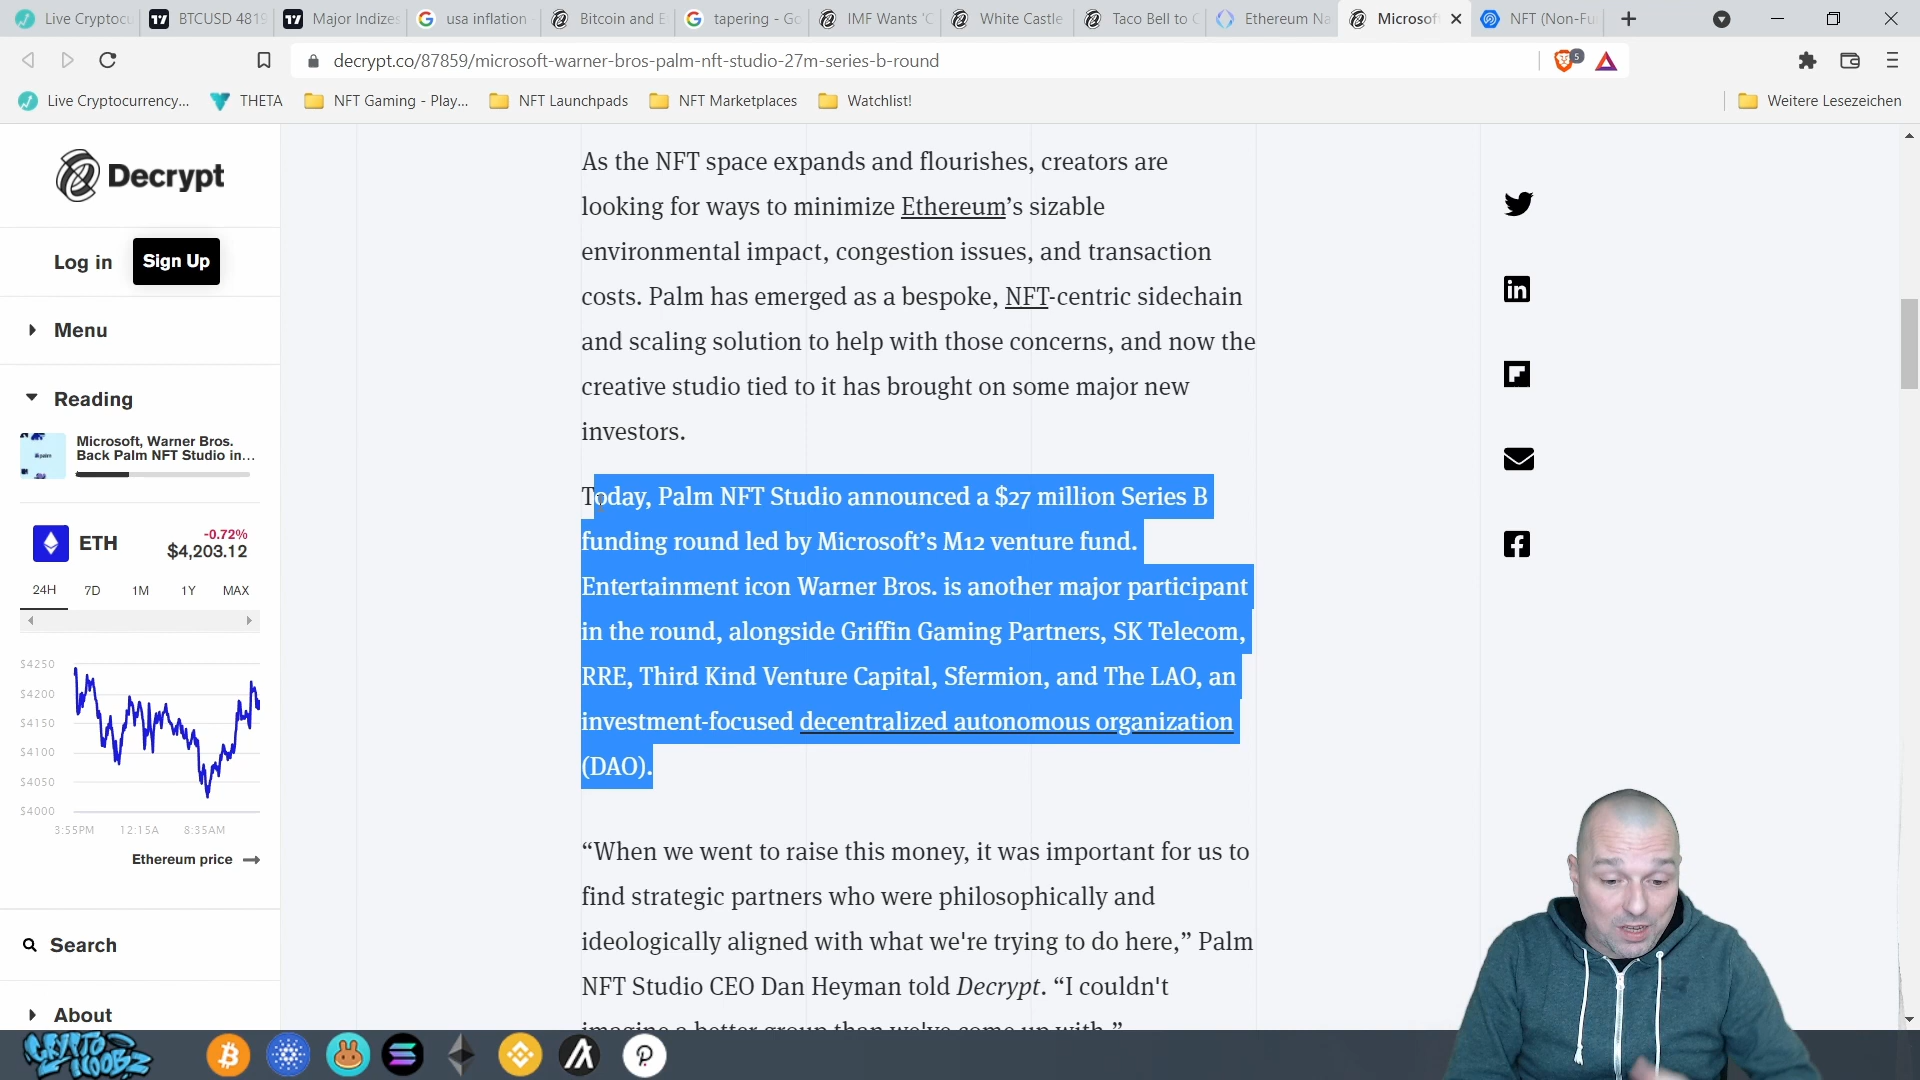 Live Cryptocu
BTCUSD 4819
Major Indizes
usa inflation -
Bitcoin and E
tapering - Go
IMF Wants 'C
White Castle
Taco Bell to C
Ethereum Na
Microsof
NFT (Non-Fu
decrypt.co/87859/microsoft-warner-bros-palm-nft-studio-27m-series-b-round
5
Live Cryptocurrency...
THETA
NFT Gaming - Play...
NFT Launchpads
NFT Marketplaces
Watchlist!
Weitere Lesezeichen
Decrypt
Log in
Sign Up
Menu
Reading
Microsoft, Warner Bros.
Back Palm NFT Studio in...
ETH
-0.72%
$4,203.12
24H
7D
1M
1Y
MAX
$4250
$4200
$4150
$4100
$4050
$4000
3:55PM
12:15A
8:35AM
Ethereum price
Search
About
As the NFT space expands and flourishes, creators are
looking for ways to minimize Ethereum’s sizable
environmental impact, congestion issues, and transaction
costs. Palm has emerged as a bespoke, NFT-centric sidechain
and scaling solution to help with those concerns, and now the
creative studio tied to it has brought on some major new
investors.
Today, Palm NFT Studio announced a $27 million Series B
funding round led by Microsoft’s M12 venture fund.
Entertainment icon Warner Bros. is another major participant
in the round, alongside Griffin Gaming Partners, SK Telecom,
RRE, Third Kind Venture Capital, Sfermion, and The LAO, an
investment-focused decentralized autonomous organization
(DAO).
“When we went to raise this money, it was important for us to
find strategic partners who were philosophically and
ideologically aligned with what we're trying to do here,” Palm
NFT Studio CEO Dan Heyman told Decrypt. “I couldn't
imagine a better group than we've come up with.”
CRYPTO
NOOBZ